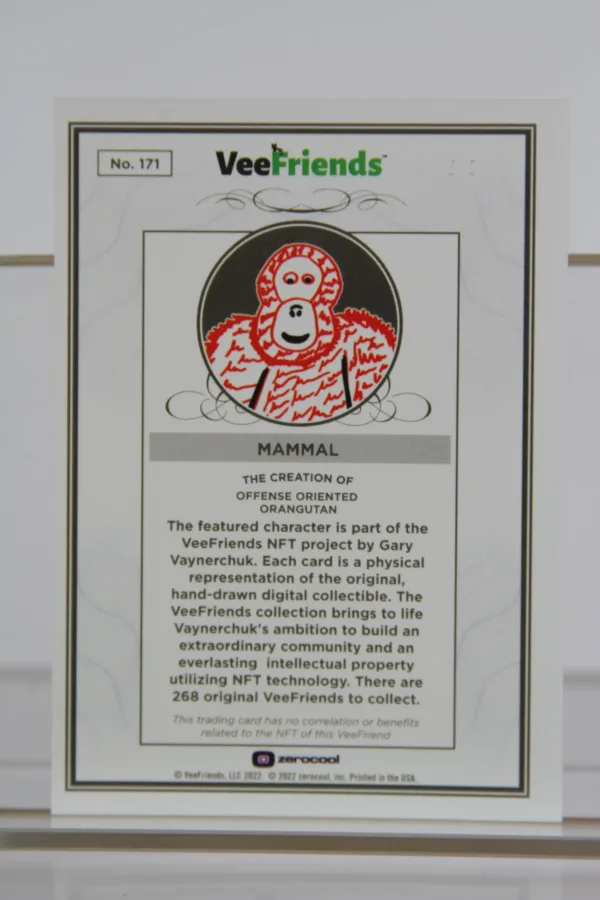 No. 171
VeeFriends™
MAMMAL
THE CREATION OF
OFFENSE ORIENTED
ORANGUTAN
The featured character is part of the
VeeFriends NFT project by Gary
Vaynerchuk. Each card is a physical
representation of the original,
hand-drawn digital collectible. The
VeeFriends collection brings to life
Vaynerchuk's ambition to build an
extraordinary community and an
everlasting intellectual property
utilizing NFT technology. There are
268 original VeeFriends to collect.
This trading card has no correlation or benefits
related to the NFT of this VeeFriend
zerocool
© VeeFriends, LLC 2022 © 2022 zerocool, inc. Printed in the USA.